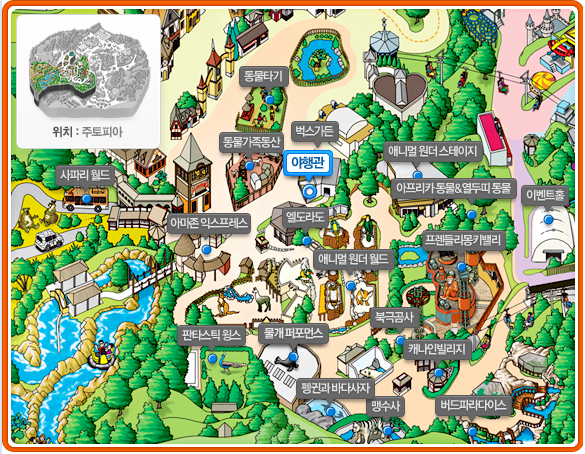 위치 : 주토피아
동물타기
벅스가든
동물가족동산
야행관
애니멀 원더 스테이지
사파리 월드
아프리카 동물&열두띠 동물
이벤트홀
아마존 익스프레스
엘도라도
프렌들리몽키밸리
애니멀 원더 월드
북극곰사
판타스틱 윙스
물개 퍼포먼스
캐나인빌리지
펭귄과 바다사자
맹수사
버드파라다이스